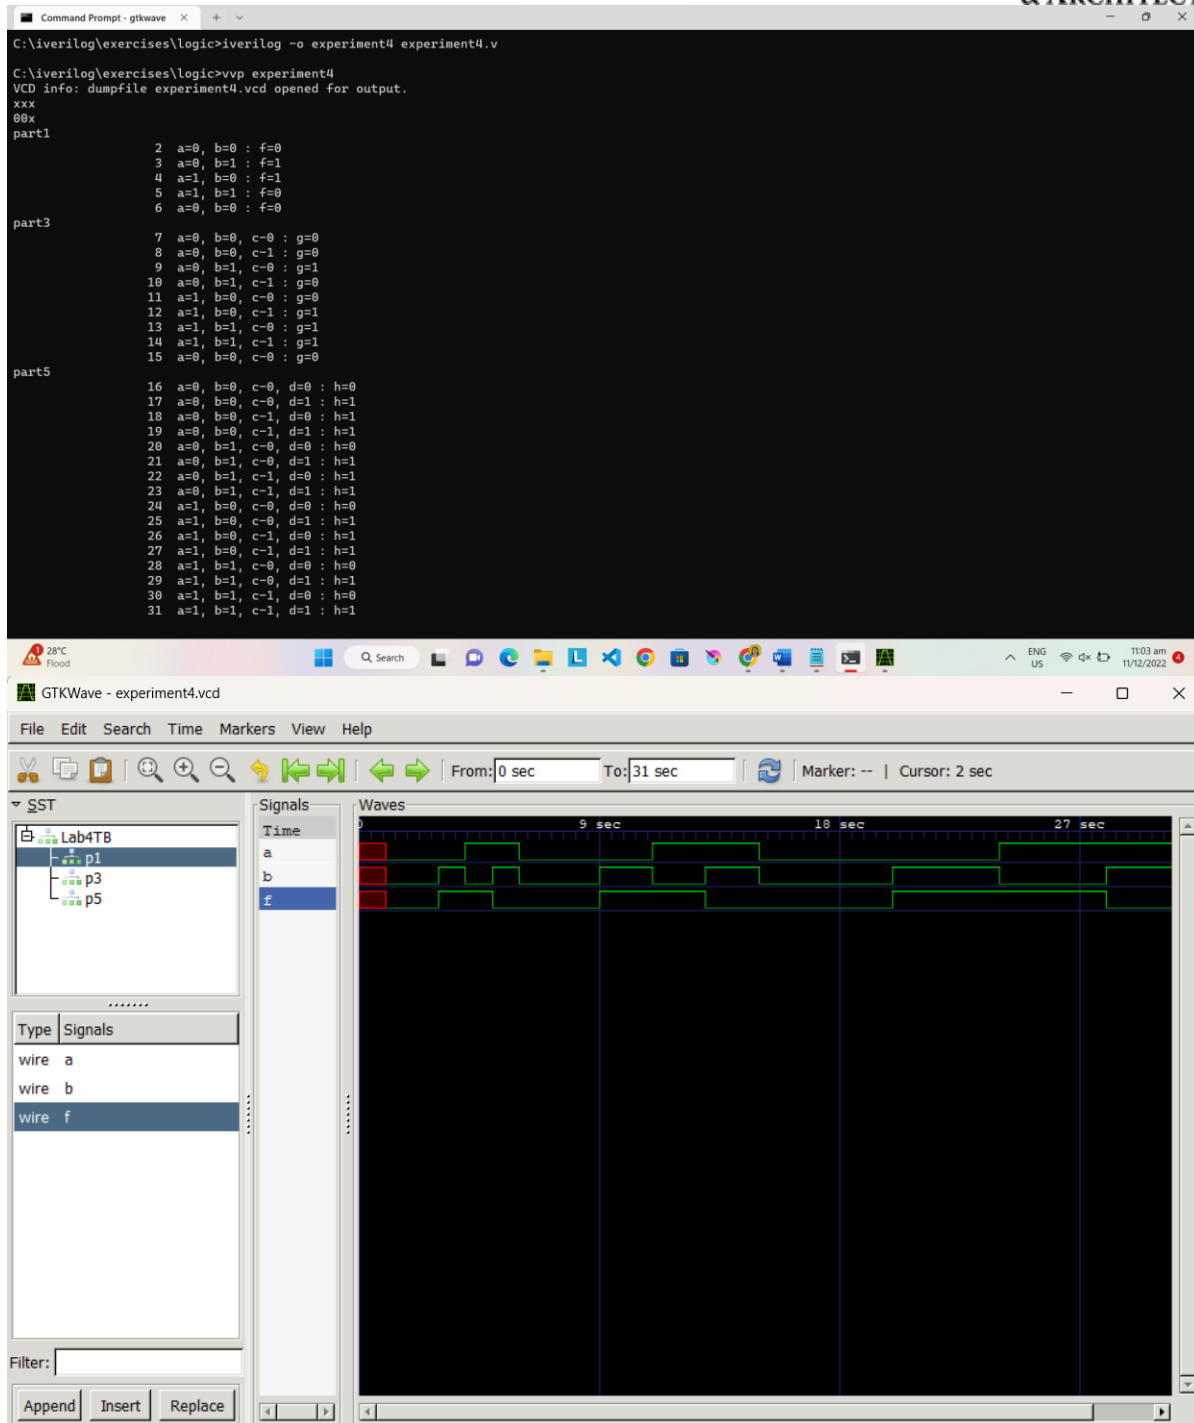 & ARCHITECT
Command Prompt - gtkwave
C:\iverilog\exercises\logic>iverilog -o experiment4 experiment4.v
C:\iverilog\exercises\logic>vvp experiment4
VCD info: dumpfile experiment4.vcd opened for output.
xxx
00x
part1
2 a=0, b=0 : f=0
3 a=0, b=1 : f=1
4 a=1, b=0 : f=1
5 a=1, b=1 : f=0
6 a=0, b=0 : f=0
part3
7 a=0, b=0, c-0 : g=0
8 a=0, b=0, c-1 : g=0
9 a=0, b=1, c-0 : g=1
10 a=0, b=1, c-1 : g=0
11 a=1, b=0, c-0 : g=0
12 a=1, b=0, c-1 : g=1
13 a=1, b=1, c-0 : g=1
14 a=1, b=1, c-1 : g=1
15 a=0, b=0, c-0 : g=0
part5
16 a=0, b=0, c-0, d=0 : h=0
17 a=0, b=0, c-0, d=1 : h=1
18 a=0, b=0, c-1, d=0 : h=1
19 a=0, b=0, c-1, d=1 : h=1
20 a=0, b=1, c-0, d=0 : h=0
21 a=0, b=1, c-0, d=1 : h=1
22 a=0, b=1, c-1, d=0 : h=1
23 a=0, b=1, c-1, d=1 : h=1
24 a=1, b=0, c-0, d=0 : h=0
25 a=1, b=0, c-0, d=1 : h=1
26 a=1, b=0, c-1, d=0 : h=1
27 a=1, b=0, c-1, d=1 : h=1
28 a=1, b=1, c-0, d=0 : h=0
29 a=1, b=1, c-0, d=1 : h=1
30 a=1, b=1, c-1, d=0 : h=0
31 a=1, b=1, c-1, d=1 : h=1
1 28°C Search ENG 11:03 am 4
Flood US 11/12/2022
GTKWave - experiment4.vcd
File Edit Search Time Markers View Help
From: 0 sec To: 31 sec Marker: -- | Cursor: 2 sec
SST Signals Waves
Time 0 9 sec 18 sec 27 sec
Lab4TB
p1
p3
p5
a
b
f
Type Signals
wire a
wire b
wire f
Filter:
Append Insert Replace